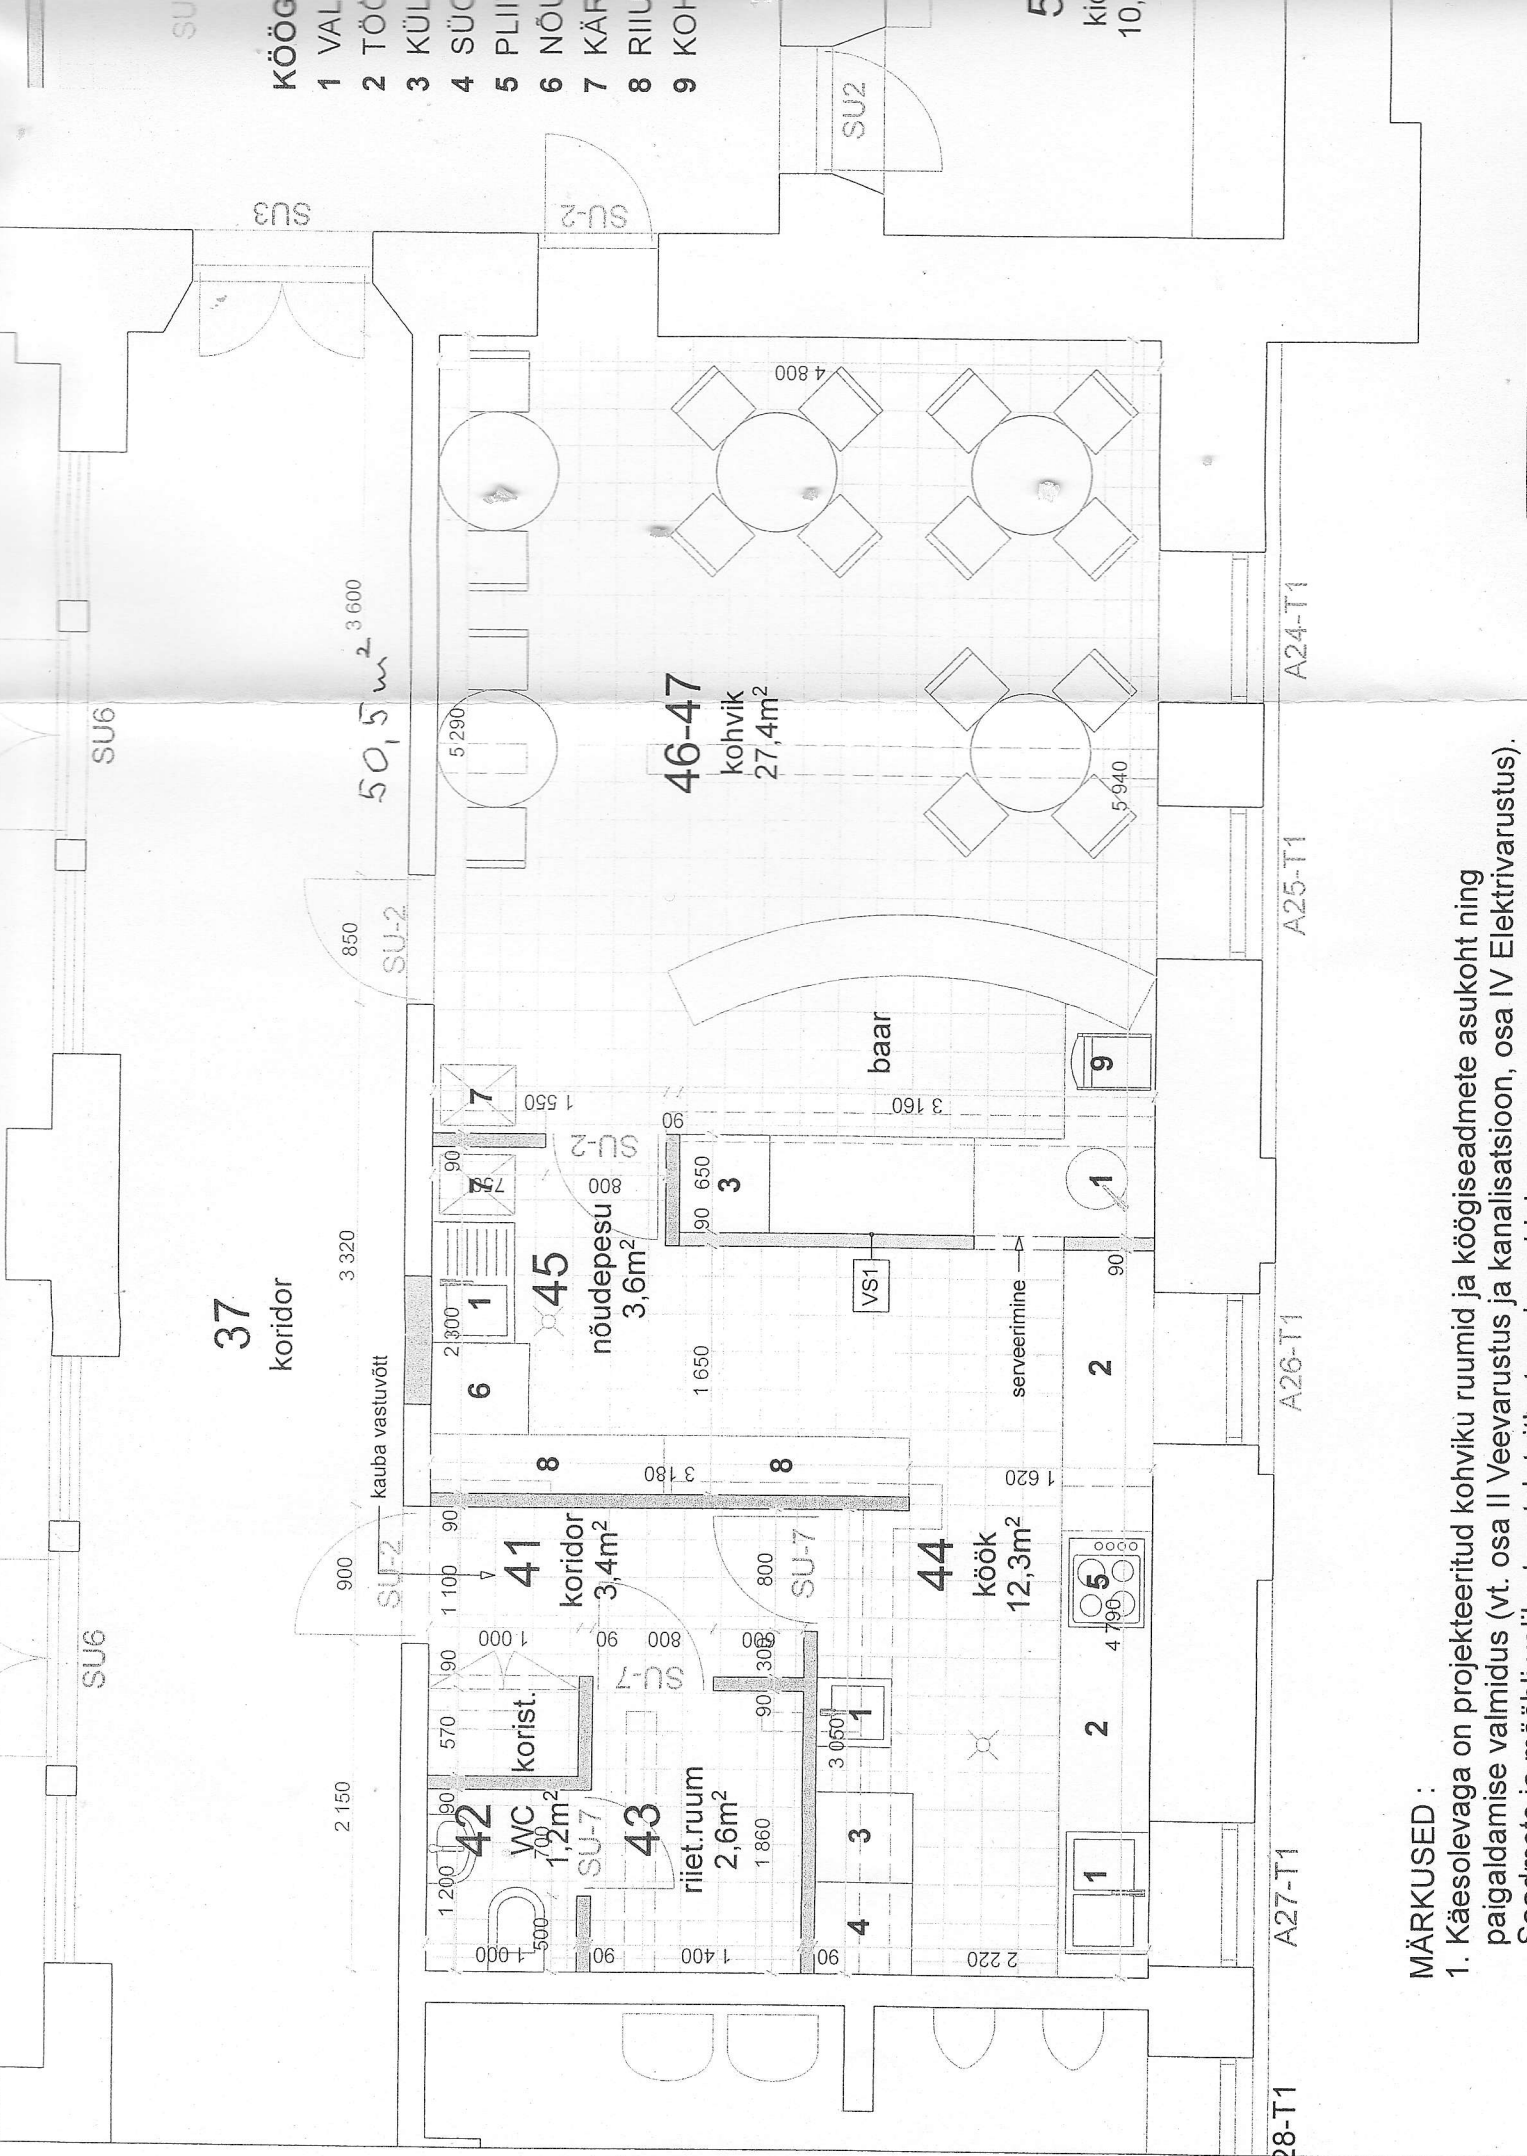 KÖÖG
1 VAL
2 TÖÖ
3 KÜL
4
5 PLII
6 NÕU
7 KÄR
8 RIIU
9 KOH
SU
SU3
SU-2
SU2
5
10,
SU6
SU6
50,5 m²
3 600
850
SU-2
3 320
37
koridor
kauba vastuvõtt
900
SU-2
2 150
4 800
5 290
46-47
kohvik
27,4m²
5 940
baar
9
7
1 550
90
3 160
90
7
750
SU-2
800
650
3
90
1
90
VS1
serveerimine
45
nõudepesu
3,6m²
1
2 300
6
1 650
2
8
3 180
8
1 620
90
41
koridor
3,4m²
1 100
800
SU-7
44
köök
12,3m²
5
4 790
90
1 000
90
800
300
SU-7
90
570
korist.
1
3 050
2
90
42
WC
1,2m²
700
SU-7
43
riiet.ruum
2,6m²
1 860
3
1
1 200
500
1 000
90
1 400
90
4
2 220
A24-T1
A25-T1
A26-T1
A27-T1
28-T1
MÄRKUSED :
1. Käesolevaga on projekteeritud kohviku ruumid ja köögiseadmete asukoht ning
paigaldamise valmidus (vt. osa II Veevarustus ja kanalisatsioon, osa IV Elektrivarustus).